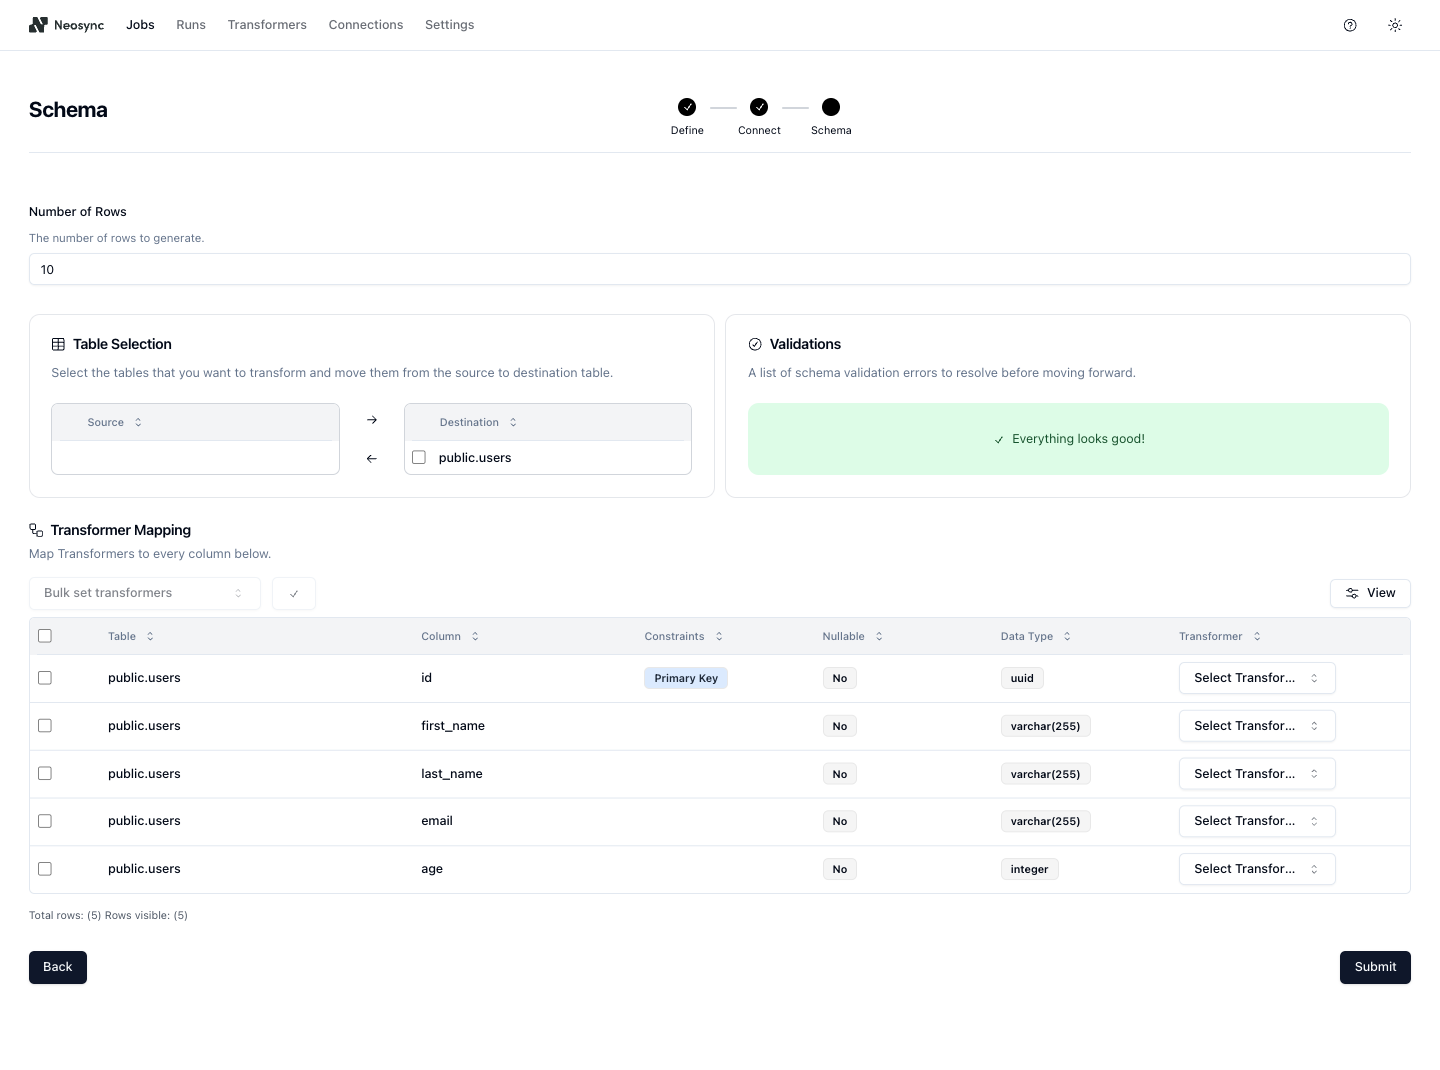 Neosync Jobs Runs Transformers Connections Settings
Schema
Define Connect Schema
Number of Rows
The number of rows to generate.
10
Table Selection
Select the tables that you want to transform and move them from the source to destination table.
Source
Destination
public.users
Validations
A list of schema validation errors to resolve before moving forward.
Everything looks good!
Transformer Mapping
Map Transformers to every column below.
Bulk set transformers
View
Table Column Constraints Nullable Data Type Transformer
public.users id Primary Key No uuid Select Transfor...
public.users first_name No varchar(255) Select Transfor...
public.users last_name No varchar(255) Select Transfor...
public.users email No varchar(255) Select Transfor...
public.users age No integer Select Transfor...
Total rows: (5) Rows visible: (5)
Back
Submit